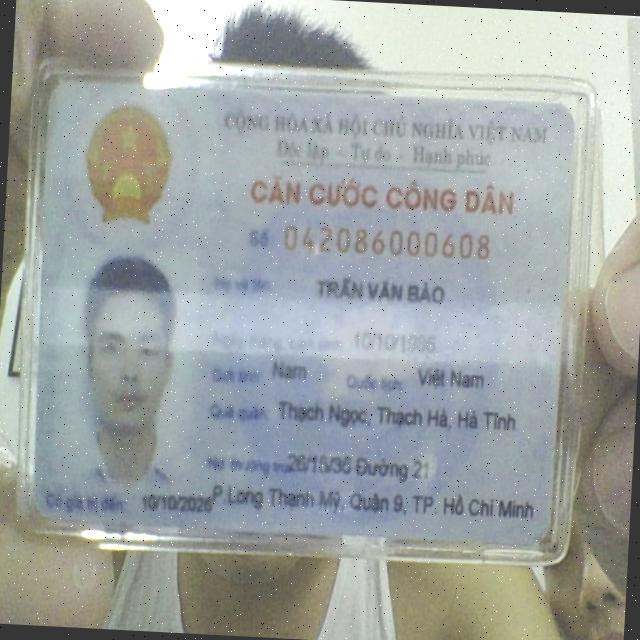 CỘNG HÒA XÃ HỘI CHỦ NGHĨA VIỆT NAM
Độc lập - Tự do - Hạnh phúc
CĂN CƯỚC CÔNG DÂN
Số 042086000608
Họ và tên: TRẦN VĂN BẢO
Ngày, tháng, năm sinh: 10/10/1986
Giới tính: Nam Quốc tịch: Việt Nam
Quê quán: Thạch Ngọc, Thạch Hà, Hà Tĩnh
Nơi thường trú: 26/10/36 Đường 21
P.Long Thạnh Mỹ, Quận 9, TP. Hồ Chí Minh
Có giá trị đến: 10/10/2026